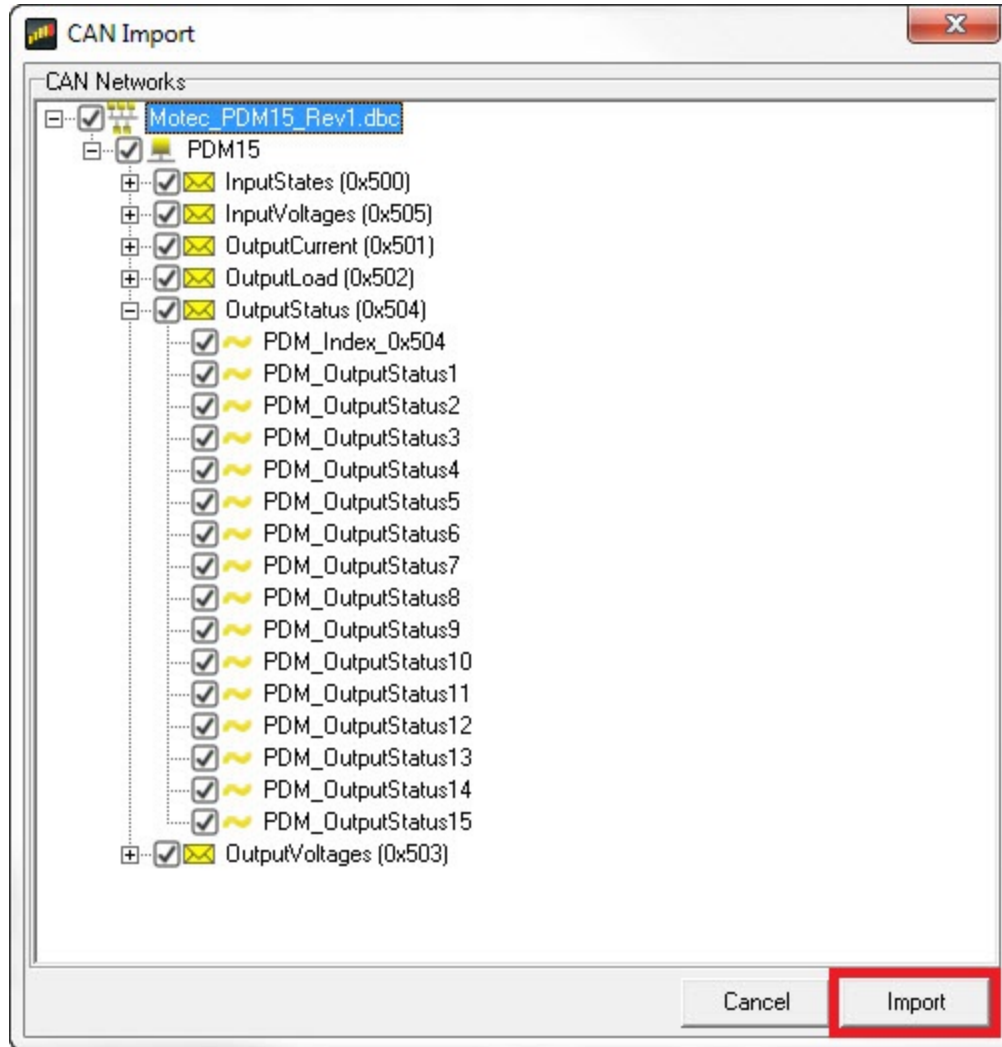 CAN Import
CAN Networks
Motec_PDM15_Rev1.dbc
PDM15
InputStates (0x500)
InputVoltages (0x505)
OutputCurrent (0x501)
OutputLoad (0x502)
OutputStatus (0x504)
PDM_Index_0x504
PDM_OutputStatus1
PDM_OutputStatus2
PDM_OutputStatus3
PDM_OutputStatus4
PDM_OutputStatus5
PDM_OutputStatus6
PDM_OutputStatus7
PDM_OutputStatus8
PDM_OutputStatus9
PDM_OutputStatus10
PDM_OutputStatus11
PDM_OutputStatus12
PDM_OutputStatus13
PDM_OutputStatus14
PDM_OutputStatus15
OutputVoltages (0x503)
Cancel Import